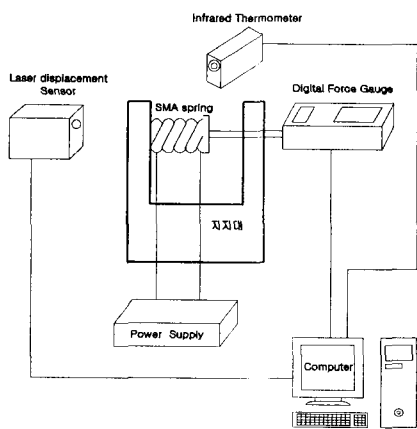 Infrared Thermometer
Laser displacement
Sensor
SMA spring
Digital Force Gauge
지지대
Power Supply
Computer